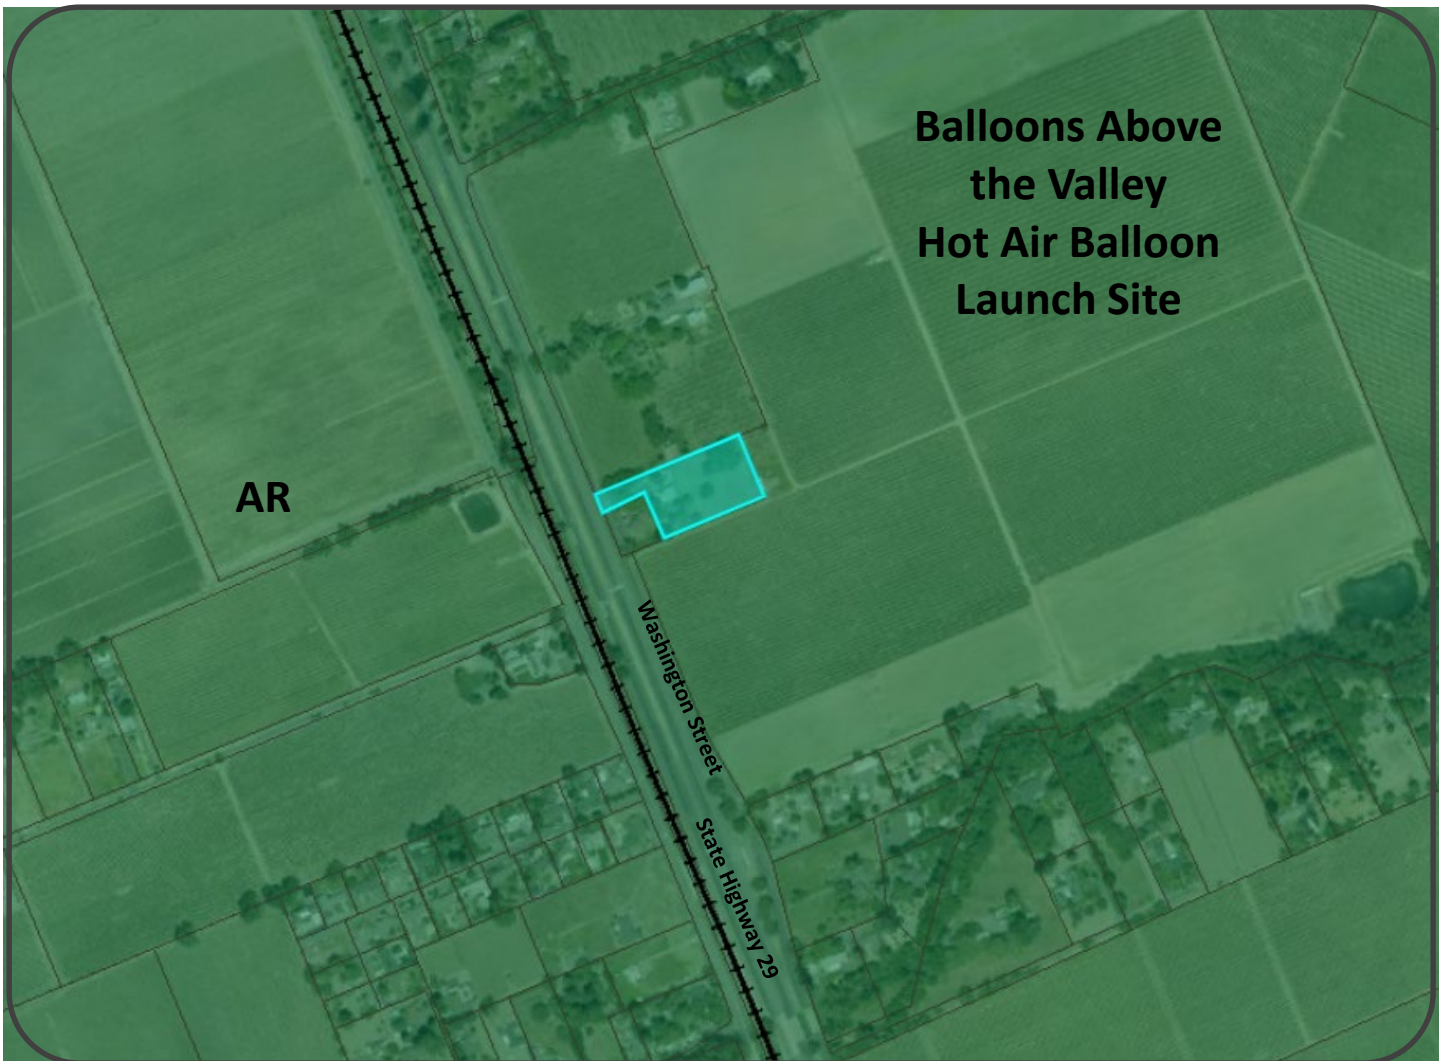 Balloons Above
the Valley
Hot Air Balloon
Launch Site
AR
Washington Street
State Highway 29